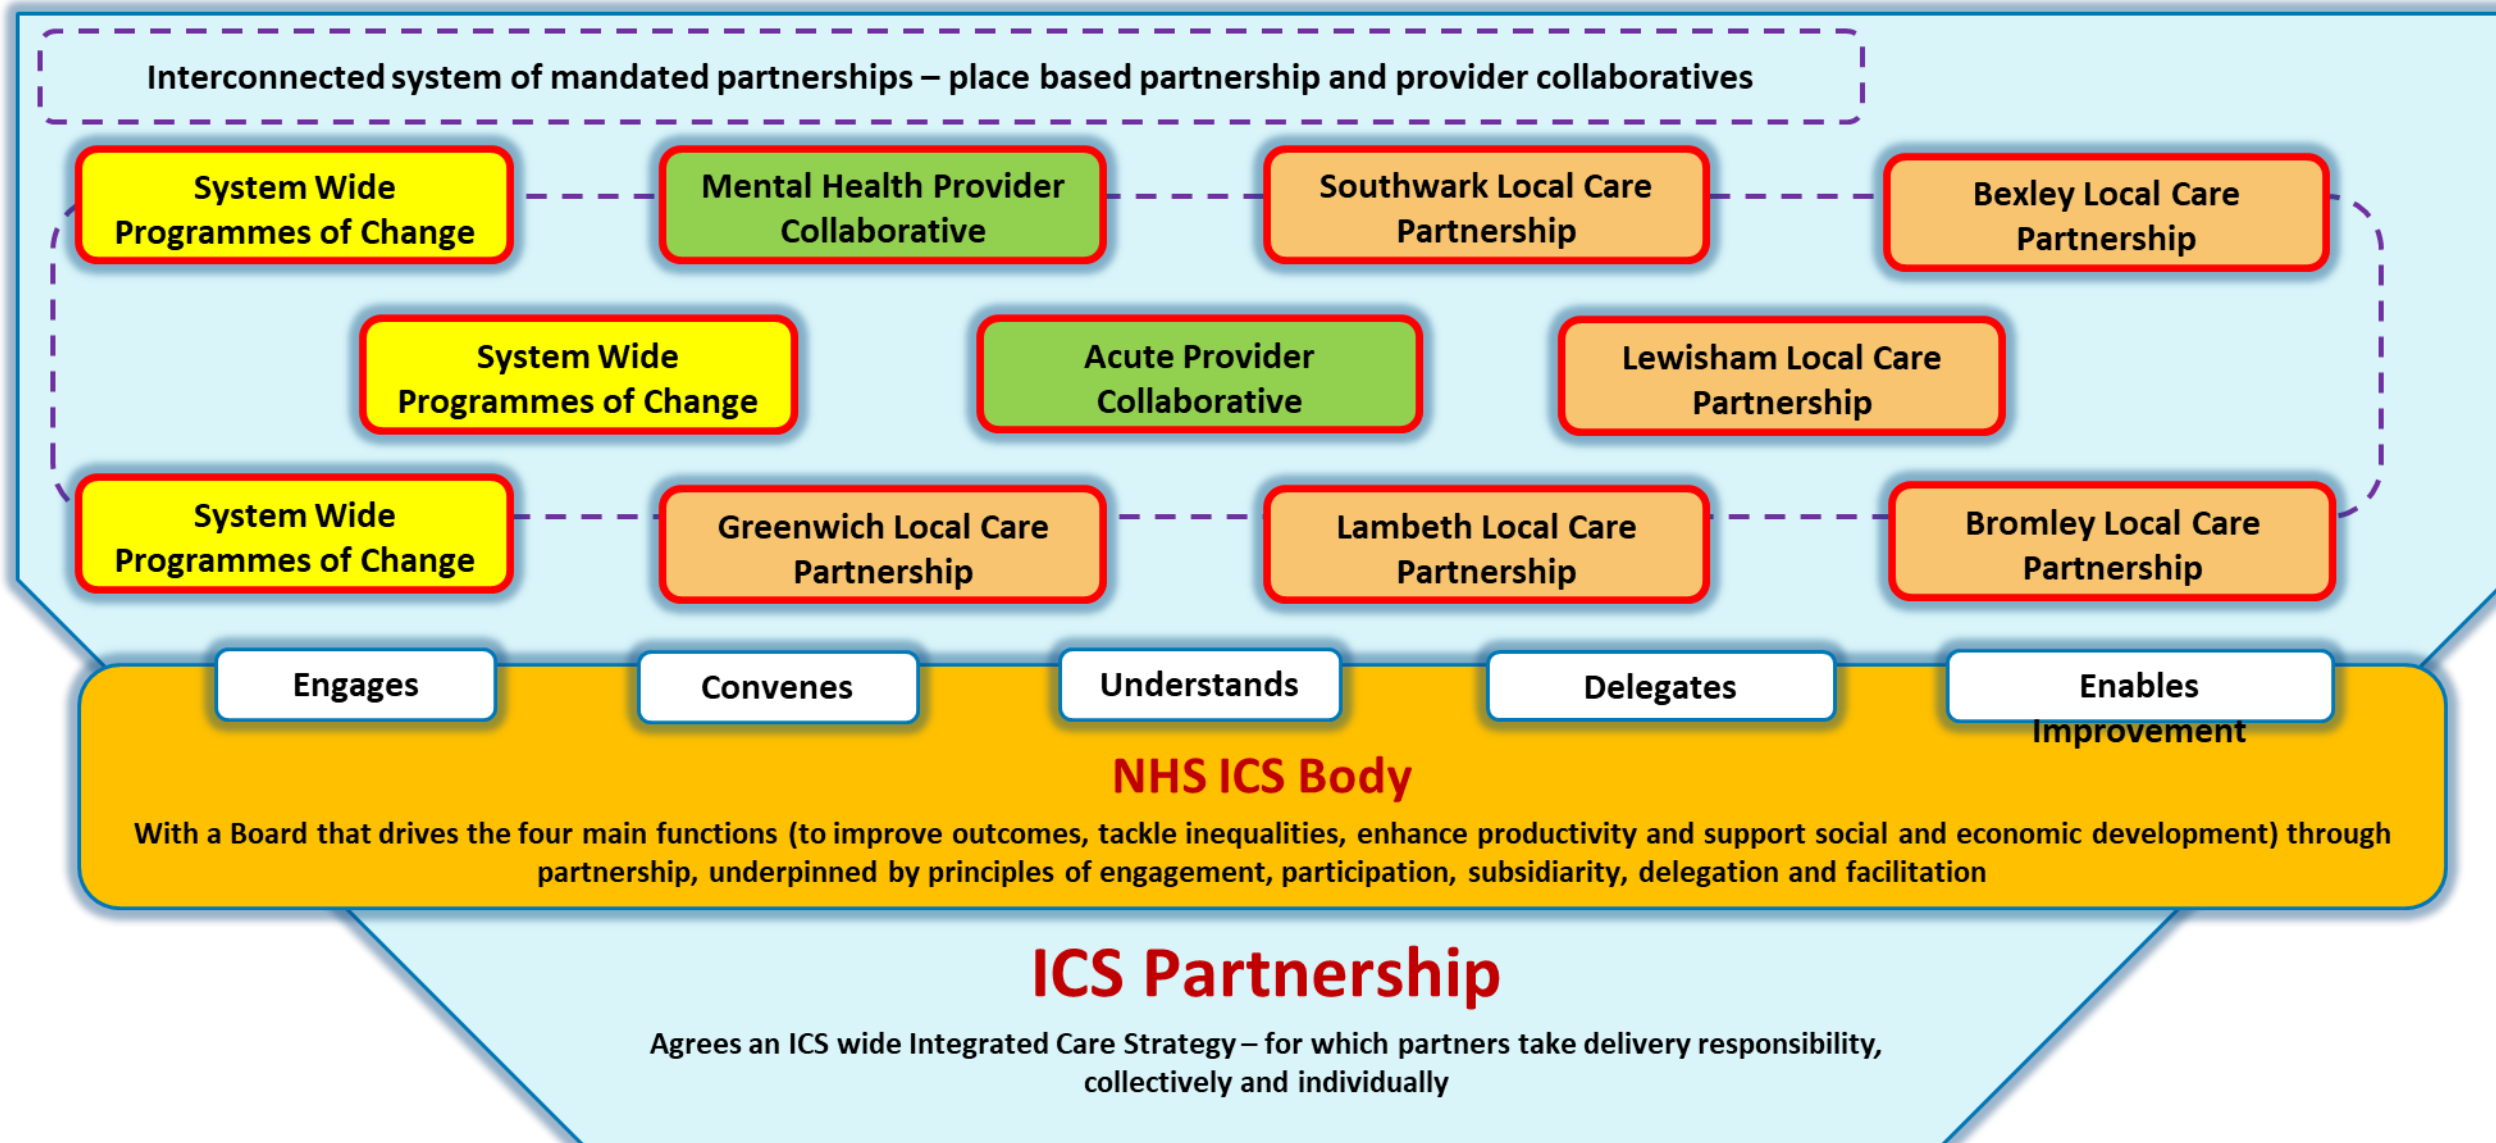 Interconnected system of mandated partnerships – place based partnership and provider collaboratives
System Wide
Programmes of Change
Mental Health Provider
Collaborative
Southwark Local Care
Partnership
Bexley Local Care
Partnership
System Wide
Programmes of Change
Acute Provider
Collaborative
Lewisham Local Care
Partnership
System Wide
Programmes of Change
Greenwich Local Care
Partnership
Lambeth Local Care
Partnership
Bromley Local Care
Partnership
Engages
Convenes
Understands
Delegates
Enables
Improvement
NHS ICS Body
With a Board that drives the four main functions (to improve outcomes, tackle inequalities, enhance productivity and support social and economic development) through
partnership, underpinned by principles of engagement, participation, subsidiarity, delegation and facilitation
ICS Partnership
Agrees an ICS wide Integrated Care Strategy – for which partners take delivery responsibility,
collectively and individually